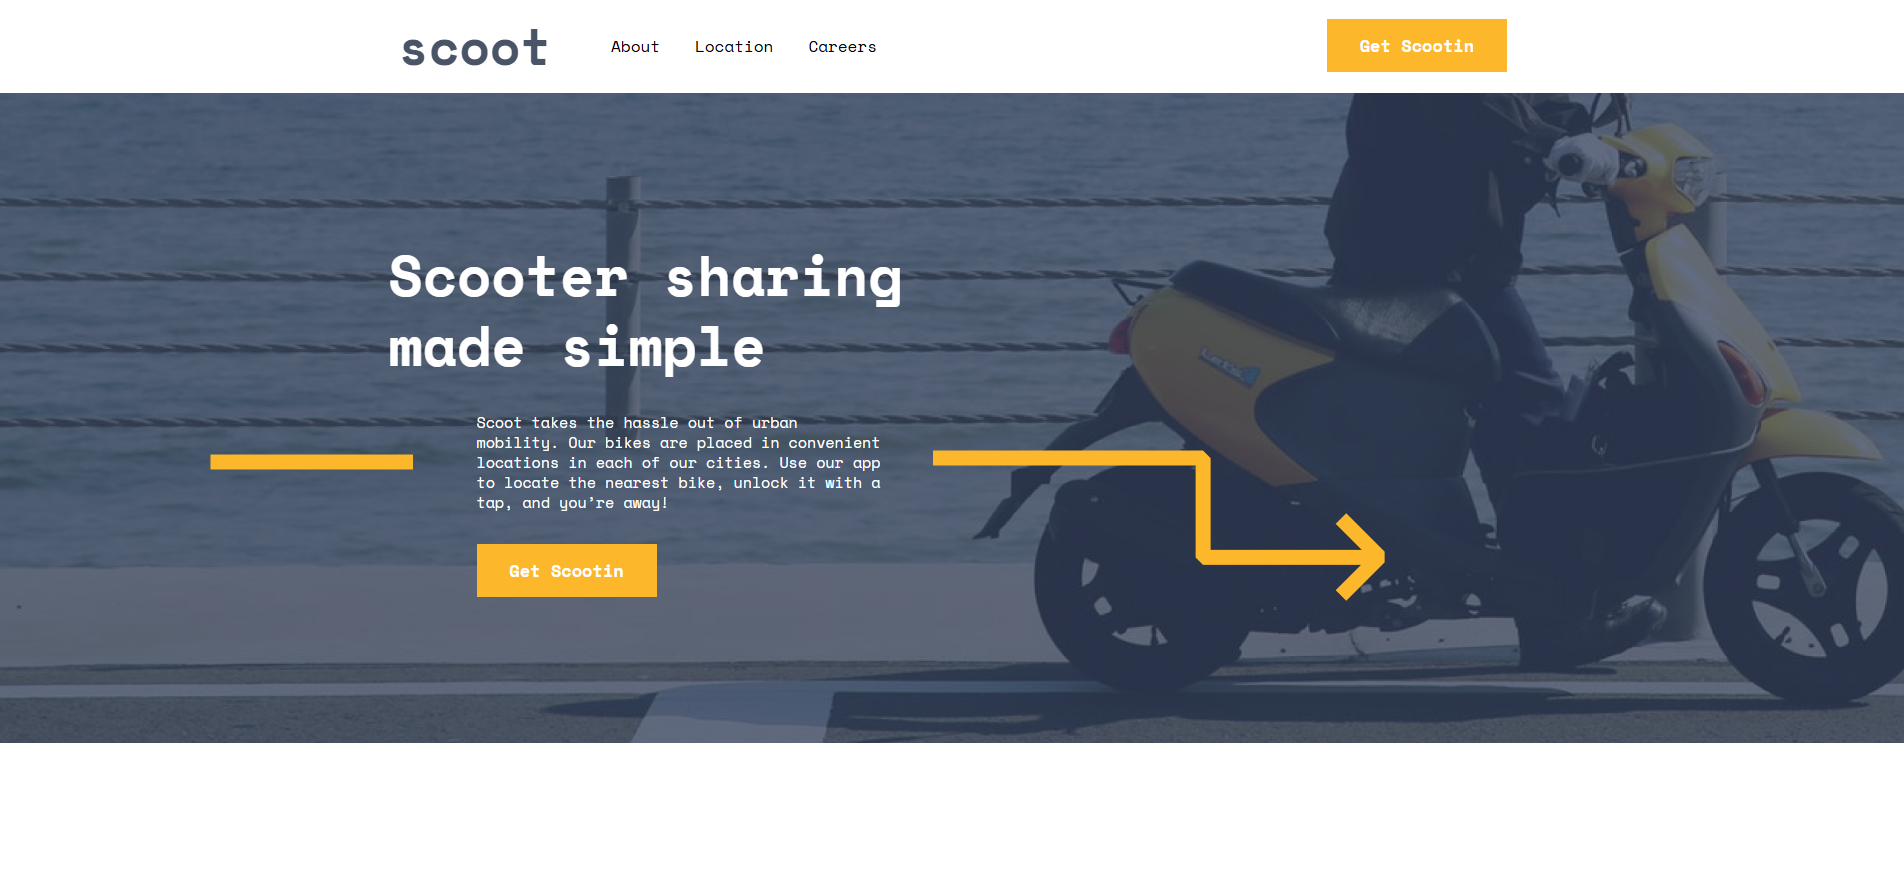 scoot
About
Location
Careers
Get Scootin
Scooter sharing
made simple
Scoot takes the hassle out of urban
mobility. Our bikes are placed in convenient
locations in each of our cities. Use our app
to locate the nearest bike, unlock it with a
tap, and you’re away!
Get Scootin